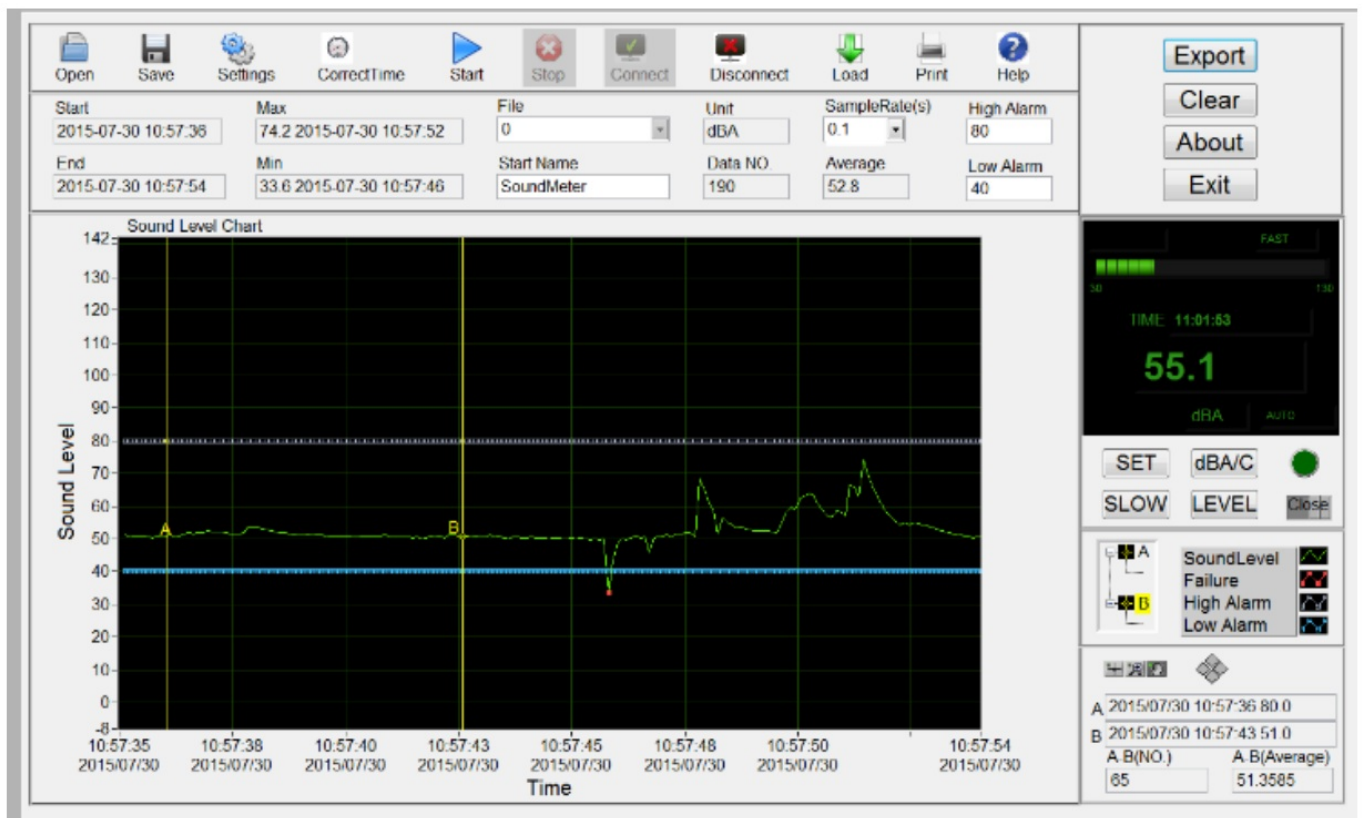 Open Save Settings CorrectTime Start Stop Connect Disconnect Load Print Help
Start Max File Unit SampleRate(s) High Alarm
2015-07-30 10:57:36 74.2 2015-07-30 10:57:52 0 dBA 0.1 80
End Min Start Name Data NO. Average Low Alarm
2015-07-30 10:57:54 33.6 2015-07-30 10:57:46 SoundMeter 190 52.8 40
Export
Clear
About
Exit
Sound Level Chart
142
130
120
110
100
90
80
70
60
50
40
30
20
10
0
-8
Sound Level
A
B
10:57:35 10:57:38 10:57:40 10:57:43 10:57:45 10:57:48 10:57:50 10:57:54
2015/07/30 2015/07/30 2015/07/30 2015/07/30 2015/07/30 2015/07/30 2015/07/30 2015/07/30
Time
FAST
30 130
TIME 11:01:53
55.1
dBA AUTO
SET dBA/C
SLOW LEVEL Close
A
B
SoundLevel
Failure
High Alarm
Low Alarm
A 2015/07/30 10:57:36 80.0
B 2015/07/30 10:57:43 51.0
A-B(NO.) A-B(Average)
65 51.3585